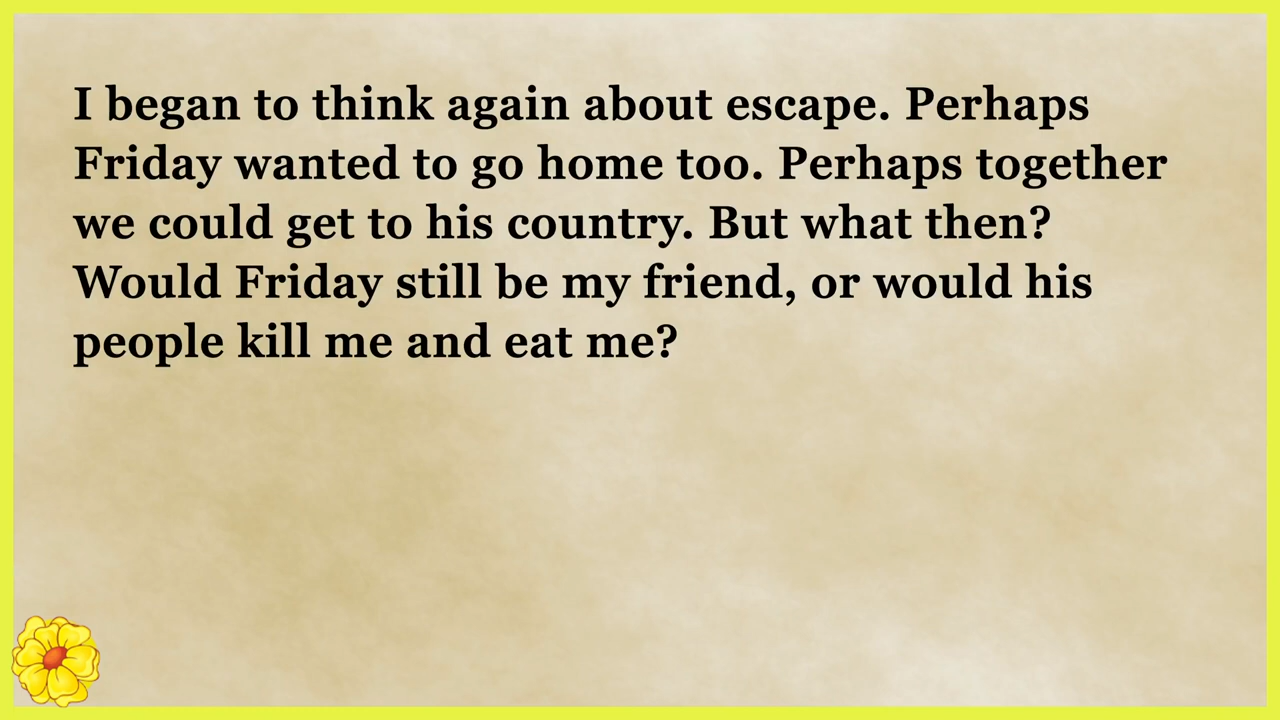 I began to think again about escape. Perhaps
Friday wanted to go home too. Perhaps together
we could get to his country. But what then?
Would Friday still be my friend, or would his
people kill me and eat me?